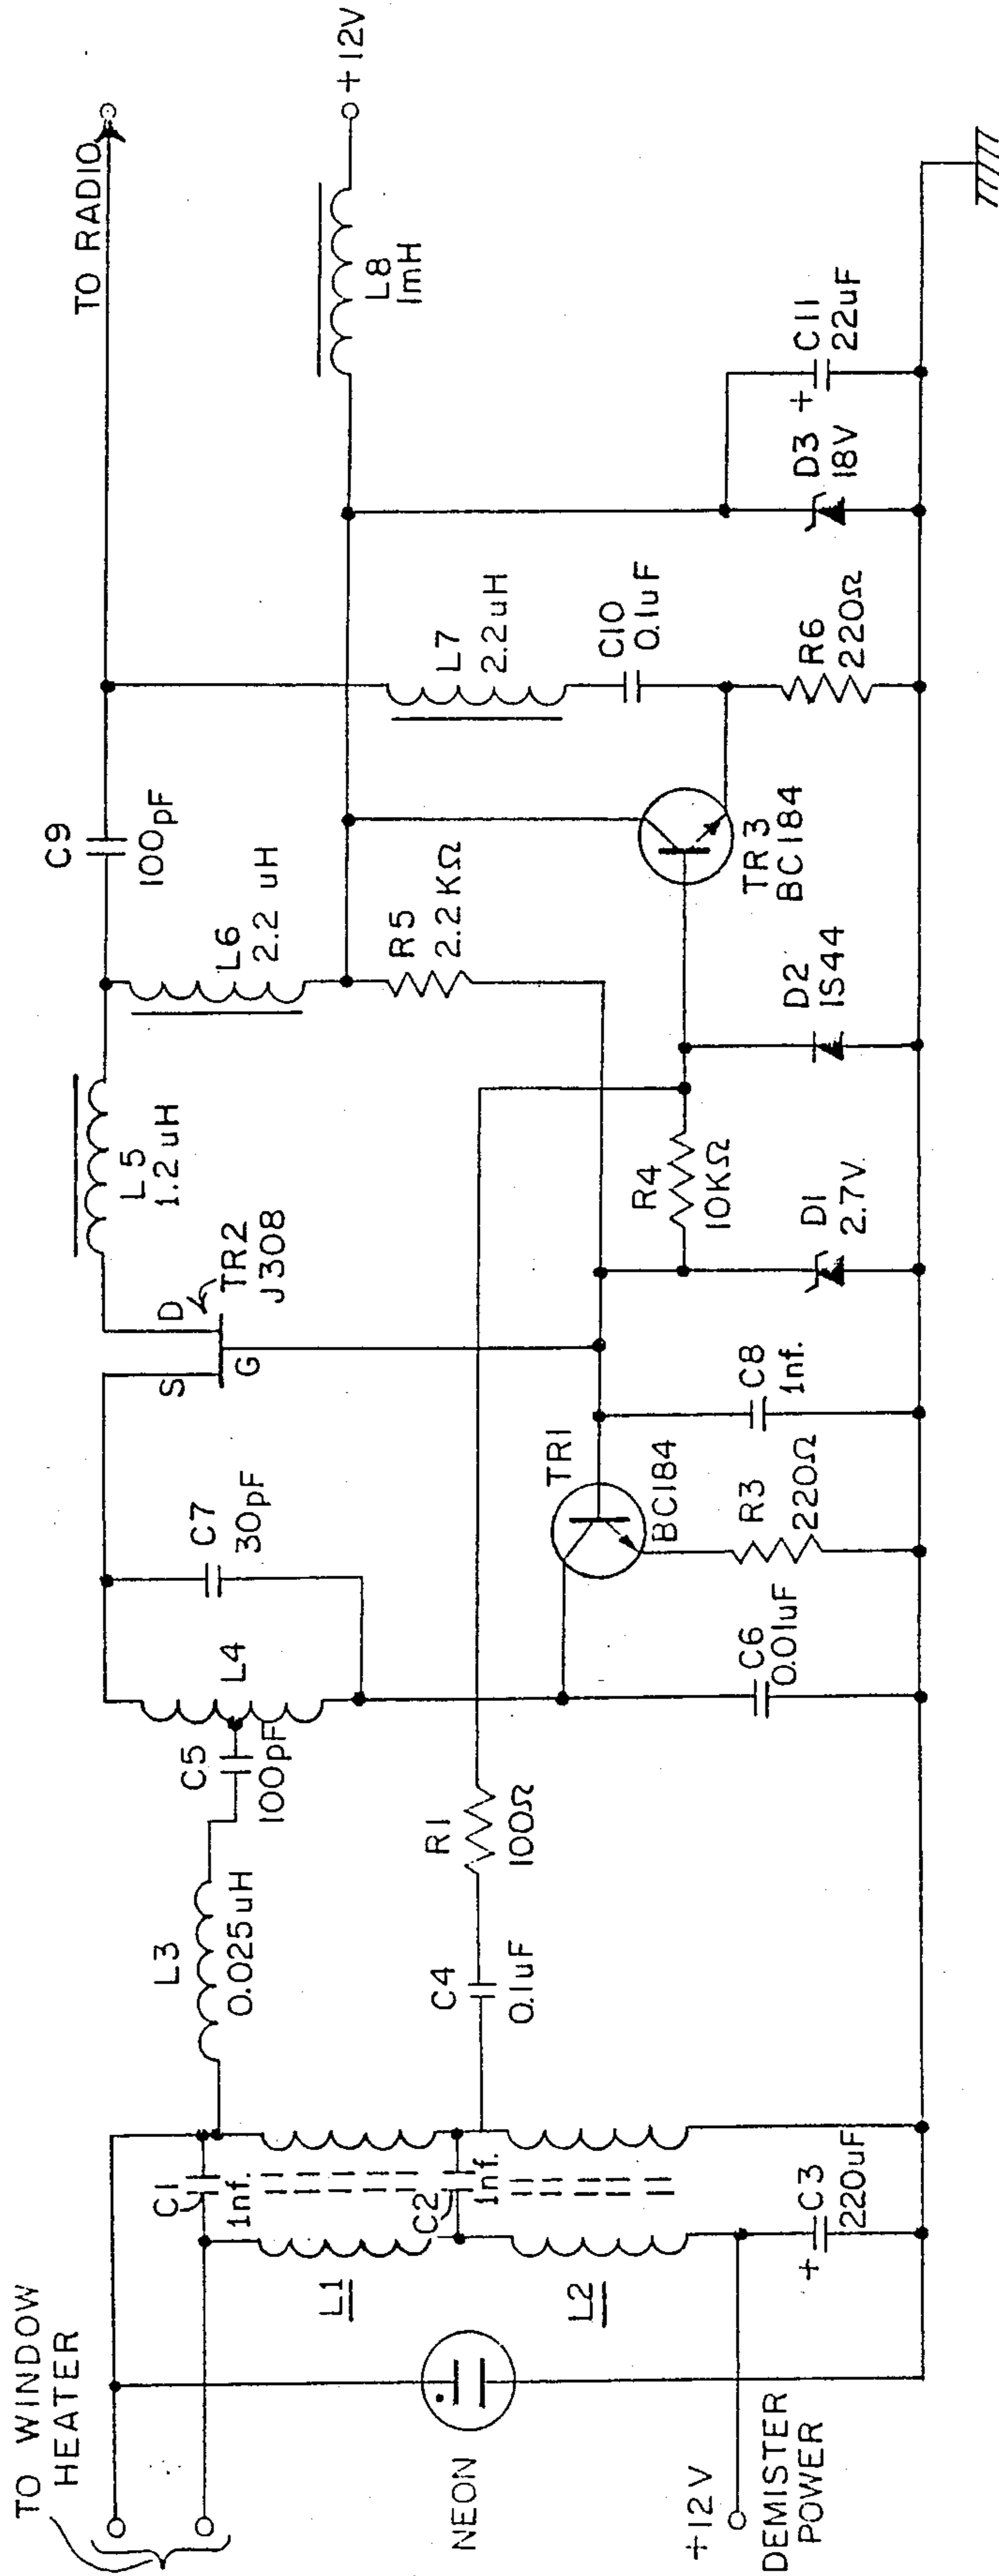 TO WINDOW
HEATER
NEON
+12V
DEMISTER
POWER
L1
L2
C1
1nf.
C2
1nf.
+ C3
220uF
L3
0.025uH
C4
0.1uF
R1
100Ω
C5
100pF
L4
C6
0.01uF
C7
30pF
TR1
BC184
R3
220Ω
C8
1nf.
S
D
G
TR2
J308
L5
1.2uH
D1
2.7V
R4
10KΩ
D2
1S44
L6
2.2 uH
R5
2.2KΩ
C9
100pF
TR3
BC184
L7
2.2uH
C10
0.1uF
R6
220Ω
D3
18V
+ C11
22uF
L8
1mH
TO RADIO
+12V